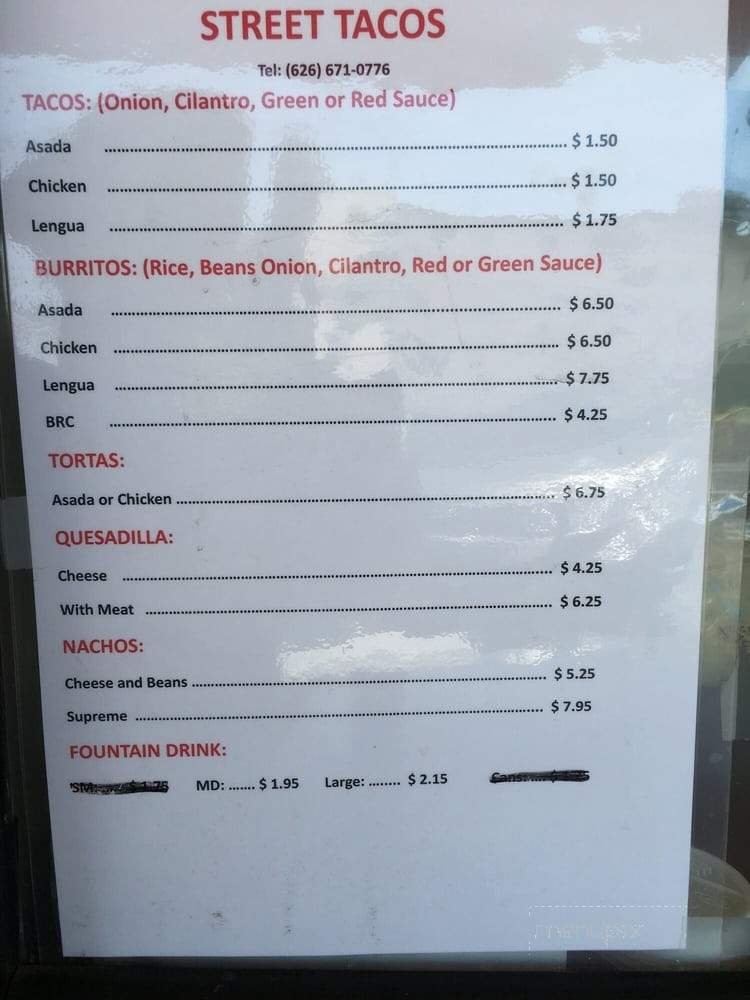 STREET TACOS
Tel: (626) 671-0776
TACOS: (Onion, Cilantro, Green or Red Sauce)
Asada ........ $ 1.50
Chicken ........ $ 1.50
Lengua ........ $ 1.75
BURRITOS: (Rice, Beans Onion, Cilantro, Red or Green Sauce)
Asada ........ $ 6.50
Chicken ........ $ 6.50
Lengua ........ $ 7.75
BRC ........ $ 4.25
TORTAS:
Asada or Chicken ........ $ 6.75
QUESADILLA:
Cheese ........ $ 4.25
With Meat ........ $ 6.25
NACHOS:
Cheese and Beans ........ $ 5.25
Supreme ........ $ 7.95
FOUNTAIN DRINK:
MD: ....... $ 1.95 Large: ........ $ 2.15
menupix